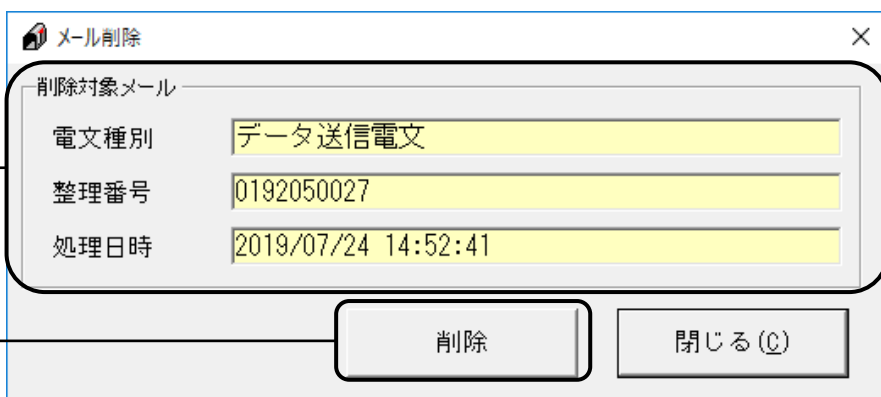 メール削除
削除対象メール
電文種別 データ送信電文
整理番号 0192050027
処理日時 2019/07/24 14:52:41
削除 閉じる(C)